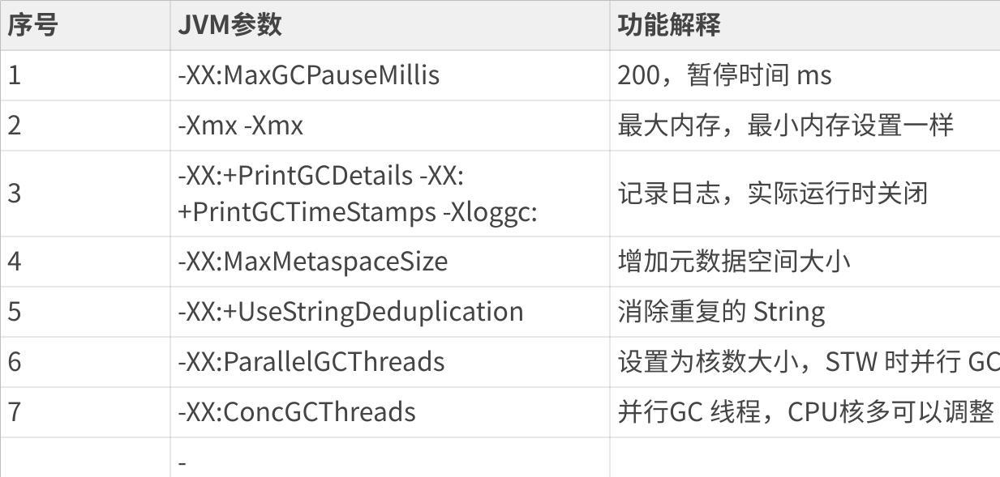 序号 JVM参数 功能解释
1 -XX:MaxGCPauseMillis 200，暂停时间 ms
2 -Xmx -Xmx 最大内存，最小内存设置一样
3 -XX:+PrintGCDetails -XX:
+PrintGCTimeStamps -Xloggc: 记录日志，实际运行时关闭
4 -XX:MaxMetaspaceSize 增加元数据空间大小
5 -XX:+UseStringDeduplication 消除重复的 String
6 -XX:ParallelGCThreads 设置为核数大小，STW 时并行 GC
7 -XX:ConcGCThreads 并行GC 线程，CPU核多可以调整
-